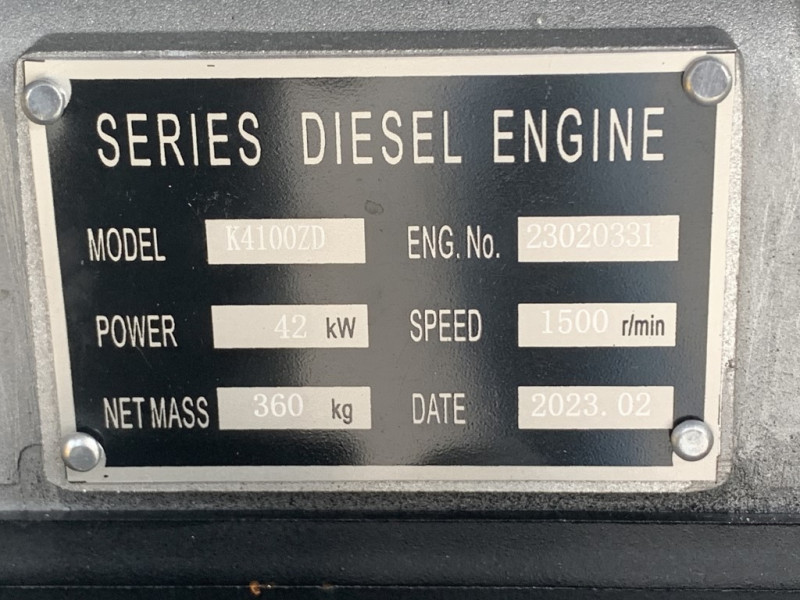 SERIES DIESEL ENGINE
MODEL K4100ZD ENG. No. 23020331
POWER 42 kW SPEED 1500 r/min
NET MASS 360 kg DATE 2023.02